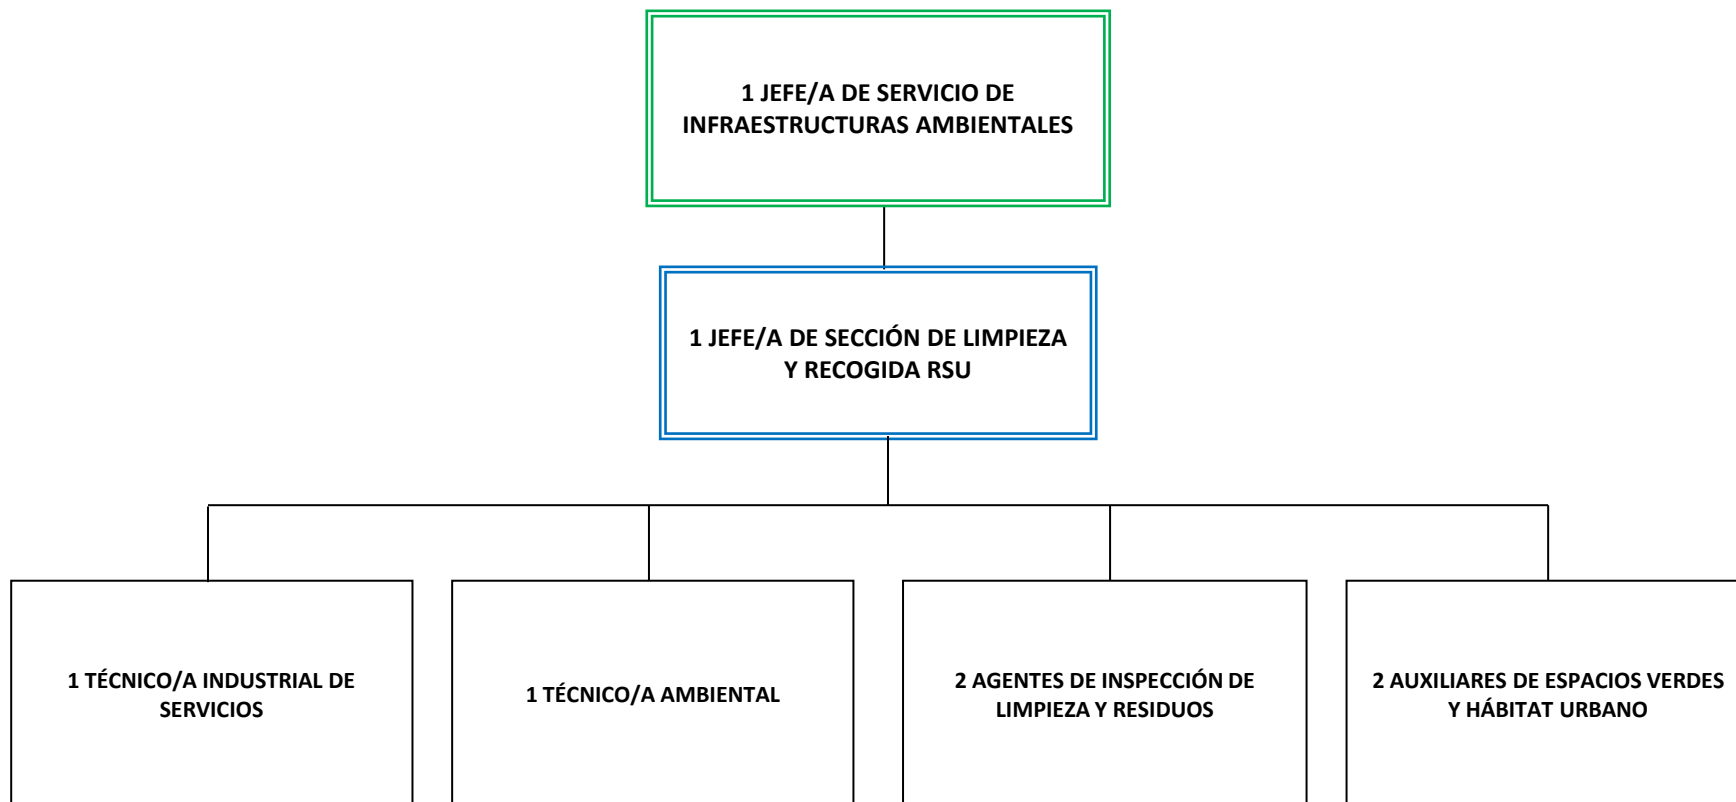 1 JEFE/A DE SERVICIO DE
INFRAESTRUCTURAS AMBIENTALES
1 JEFE/A DE SECCIÓN DE LIMPIEZA
Y RECOGIDA RSU
1 TÉCNICO/A INDUSTRIAL DE
SERVICIOS
1 TÉCNICO/A AMBIENTAL
2 AGENTES DE INSPECCIÓN DE
LIMPIEZA Y RESIDUOS
2 AUXILIARES DE ESPACIOS VERDES
Y HÁBITAT URBANO